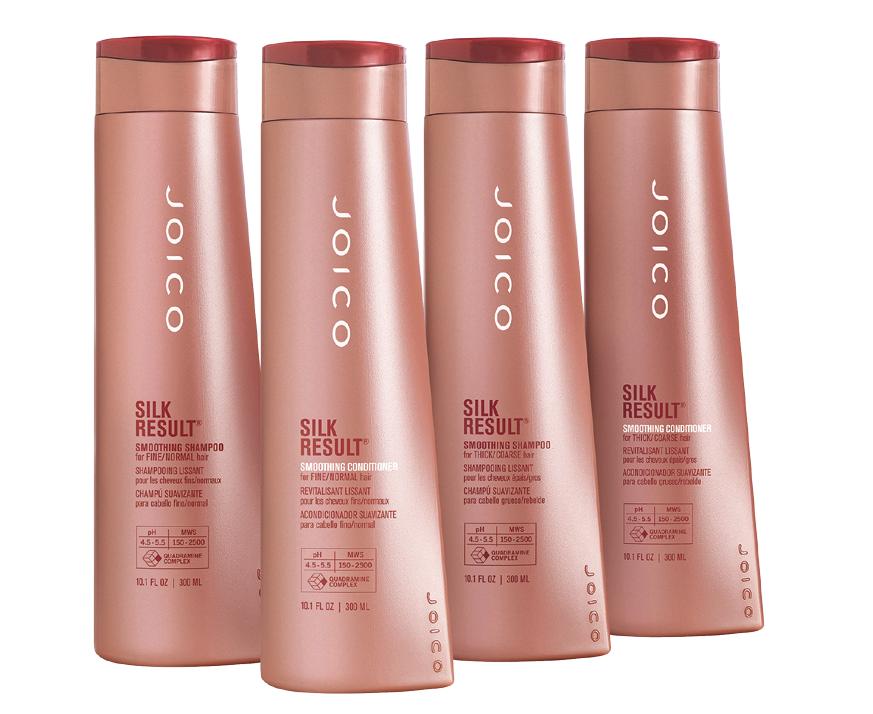 JOICO
SILK
RESULT®
SMOOTHING SHAMPOO
for FINE/NORMAL hair
SHAMPOOING LISSANT
pour les cheveux fins/normaux
CHAMPÚ SUAVIZANTE
para cabello fino/normal
pH MWS
4.5-5.5 150-2500
QUADRAMINE
COMPLEX
10.1 FL OZ | 300 ML
JOICO
SILK
RESULT®
SMOOTHING CONDITIONER
for FINE/NORMAL hair
REVITALISANT LISSANT
pour les cheveux fins/normaux
ACONDICIONADOR SUAVIZANTE
para cabello fino/normal
pH MWS
4.5-5.5 150-2500
QUADRAMINE
COMPLEX
10.1 FL OZ | 300 ML
JOICO
JOICO
SILK
RESULT®
SMOOTHING SHAMPOO
for THICK/COARSE hair
SHAMPOOING LISSANT
pour les cheveux épais/gros
CHAMPÚ SUAVIZANTE
para cabello grueso/rebelde
pH MWS
4.5-5.5 150-2500
QUADRAMINE
COMPLEX
10.1 FL OZ | 300 ML
JOICO
JOICO
SILK
RESULT®
SMOOTHING CONDITIONER
for THICK/COARSE hair
REVITALISANT LISSANT
pour les cheveux épais/gros
ACONDICIONADOR SUAVIZANTE
para cabello grueso/rebelde
pH MWS
4.5-5.5 150-2500
QUADRAMINE
COMPLEX
10.1 FL OZ | 300 ML
JOICO